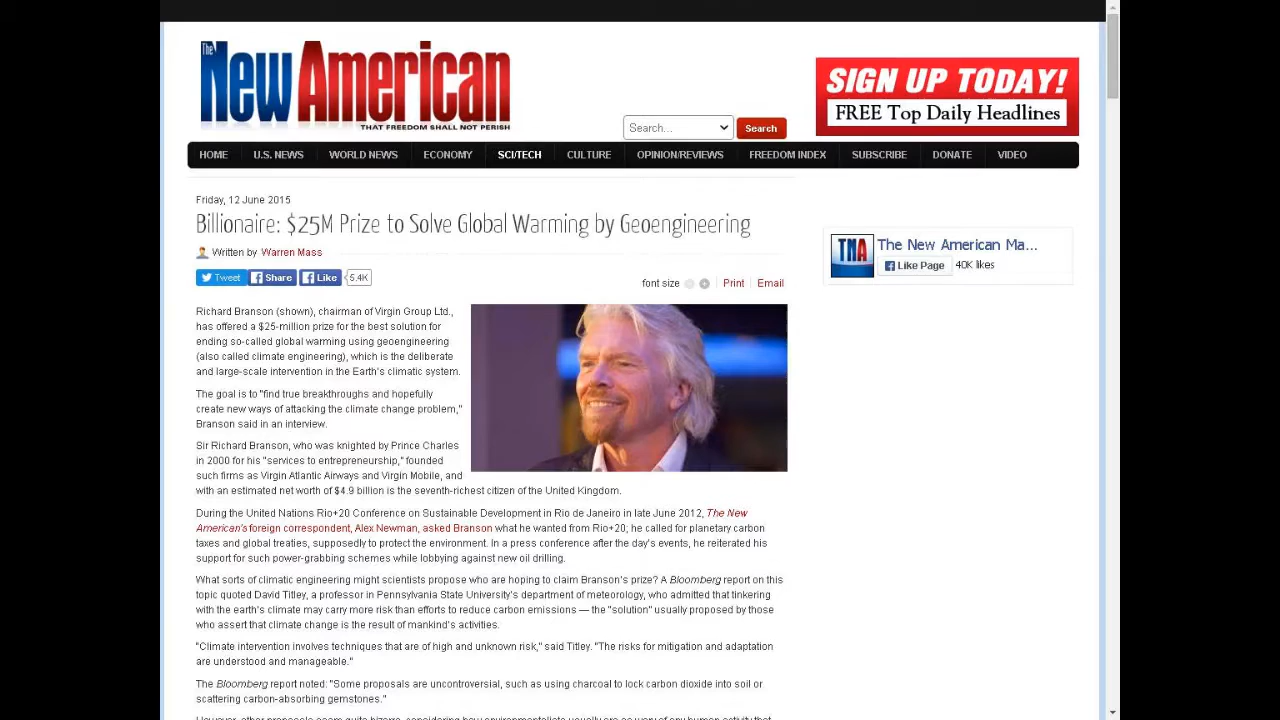 The New American
THAT FREEDOM SHALL NOT PERISH
SIGN UP TODAY!
FREE Top Daily Headlines
Search...
Search
HOME U.S. NEWS WORLD NEWS ECONOMY SCI/TECH CULTURE OPINION/REVIEWS FREEDOM INDEX SUBSCRIBE DONATE VIDEO
Friday, 12 June 2015
Billionaire: $25M Prize to Solve Global Warming by Geoengineering
Written by Warren Mass
Tweet Share Like 5.4K
font size Print Email
TNA
The New American Ma...
Like Page 40K likes
Richard Branson (shown), chairman of Virgin Group Ltd.,
has offered a $25-million prize for the best solution for
ending so-called global warming using geoengineering
(also called climate engineering), which is the deliberate
and large-scale intervention in the Earth's climatic system.
The goal is to "find true breakthroughs and hopefully
create new ways of attacking the climate change problem,"
Branson said in an interview.
Sir Richard Branson, who was knighted by Prince Charles
in 2000 for his "services to entrepreneurship," founded
such firms as Virgin Atlantic Airways and Virgin Mobile, and
with an estimated net worth of $4.9 billion is the seventh-richest citizen of the United Kingdom.
During the United Nations Rio+20 Conference on Sustainable Development in Rio de Janeiro in late June 2012, The New
American's foreign correspondent, Alex Newman, asked Branson what he wanted from Rio+20; he called for planetary carbon
taxes and global treaties, supposedly to protect the environment. In a press conference after the day's events, he reiterated his
support for such power-grabbing schemes while lobbying against new oil drilling.
What sorts of climatic engineering might scientists propose who are hoping to claim Branson's prize? A Bloomberg report on this
topic quoted David Titley, a professor in Pennsylvania State University's department of meteorology, who admitted that tinkering
with the earth's climate may carry more risk than efforts to reduce carbon emissions — the "solution" usually proposed by those
who assert that climate change is the result of mankind's activities.
"Climate intervention involves techniques that are of high and unknown risk," said Titley. "The risks for mitigation and adaptation
are understood and manageable."
The Bloomberg report noted: "Some proposals are uncontroversial, such as using charcoal to lock carbon dioxide into soil or
scattering carbon-absorbing gemstones."
However, other proposals seem quite bizarre, considering how environmentalists usually are so wary of any human activity that